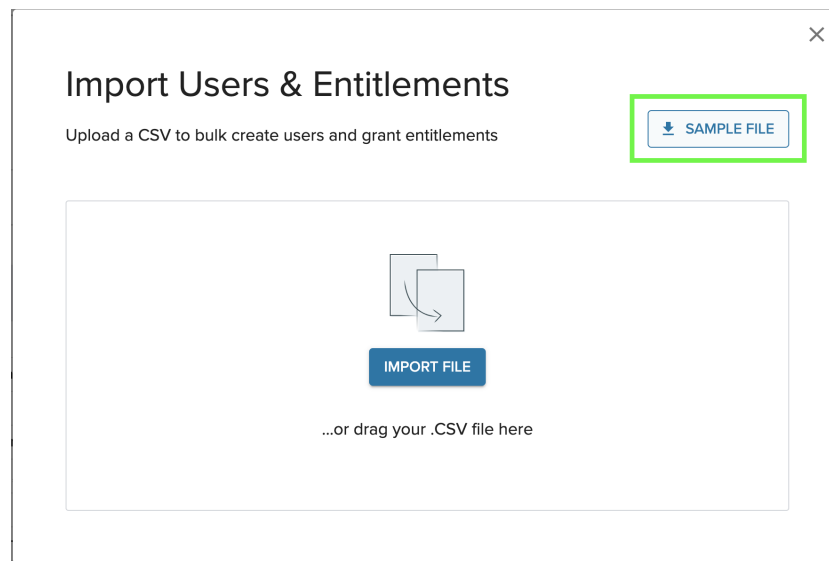 Import Users & Entitlements
Upload a CSV to bulk create users and grant entitlements
SAMPLE FILE
IMPORT FILE
...or drag your .CSV file here